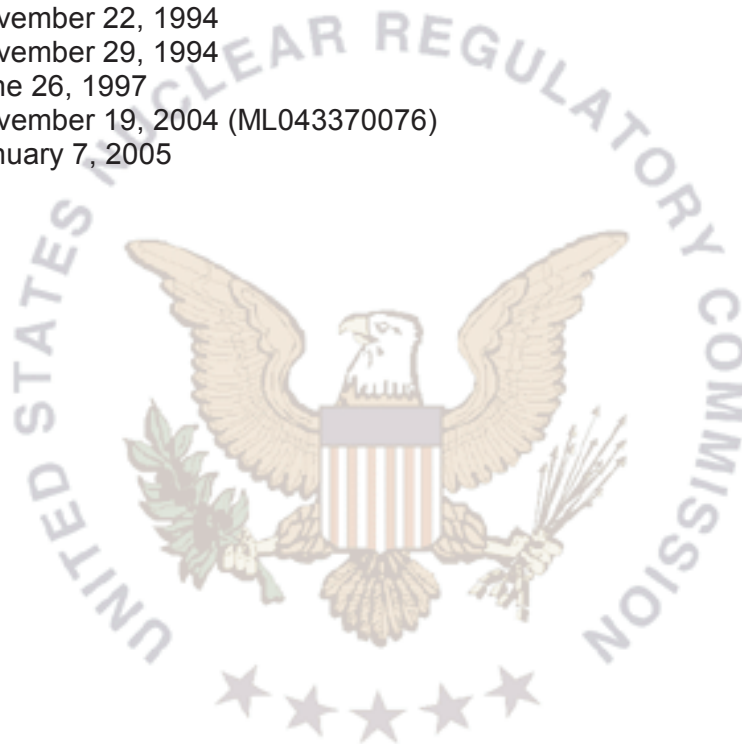 vember 22, 1994
vember 29, 1994
ne 26, 1997
vember 19, 2004 (ML043370076)
nuary 7, 2005
UNITED STATES NUCLEAR REGULATORY COMMISSION